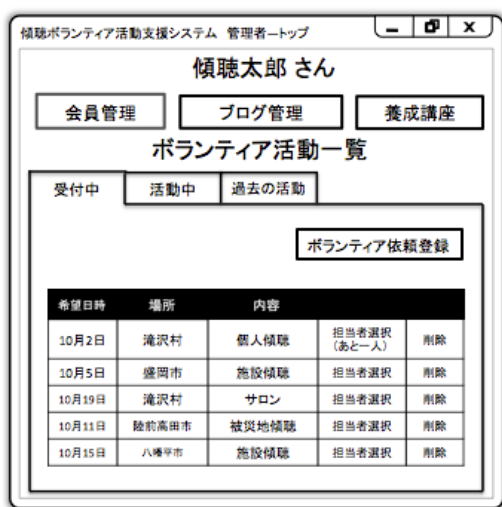 傾聴ボランティア活動支援システム 管理者ートップ
傾聴太郎 さん
会員管理 ブログ管理 養成講座
ボランティア活動一覧
受付中 活動中 過去の活動
ボランティア依頼登録
希望日時 場所 内容
10月2日 滝沢村 個人傾聴 担当者選択 削除
(あと一人)
10月5日 盛岡市 施設傾聴 担当者選択 削除
10月19日 滝沢村 サロン 担当者選択 削除
10月11日 陸前高田市 被災地傾聴 担当者選択 削除
10月15日 八幡平市 施設傾聴 担当者選択 削除